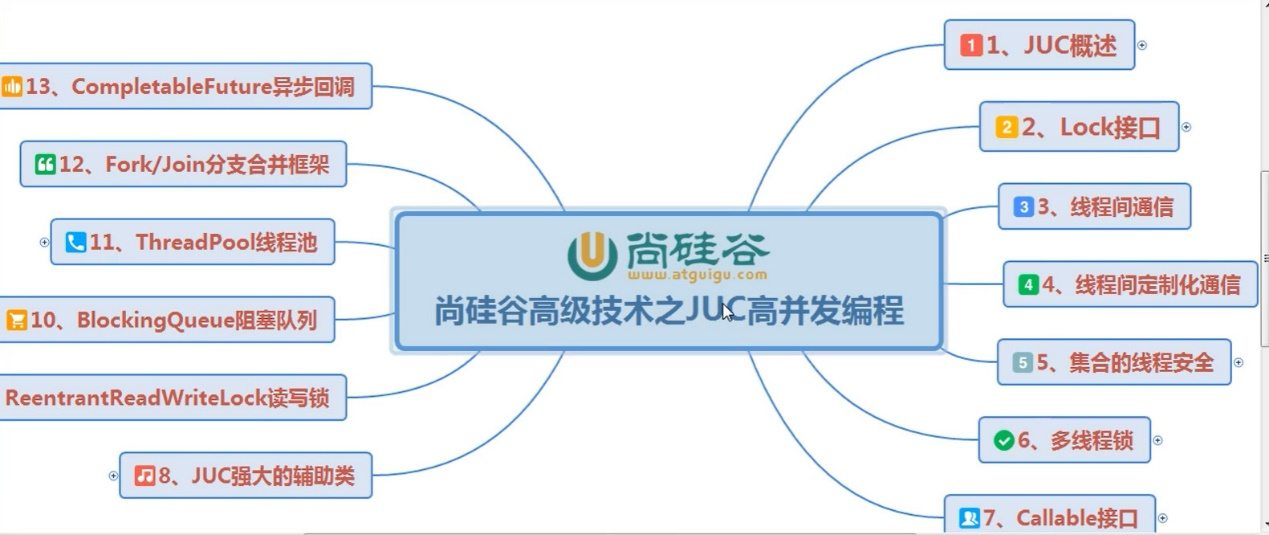 1、JUC概述
2、Lock接口
3、线程间通信
4、线程间定制化通信
5、集合的线程安全
6、多线程锁
7、Callable接口
尚硅谷
www.atguigu.com
尚硅谷高级技术之JUC高并发编程
13、CompletableFuture异步回调
12、Fork/Join分支合并框架
11、ThreadPool线程池
10、BlockingQueue阻塞队列
ReentrantReadWriteLock读写锁
8、JUC强大的辅助类